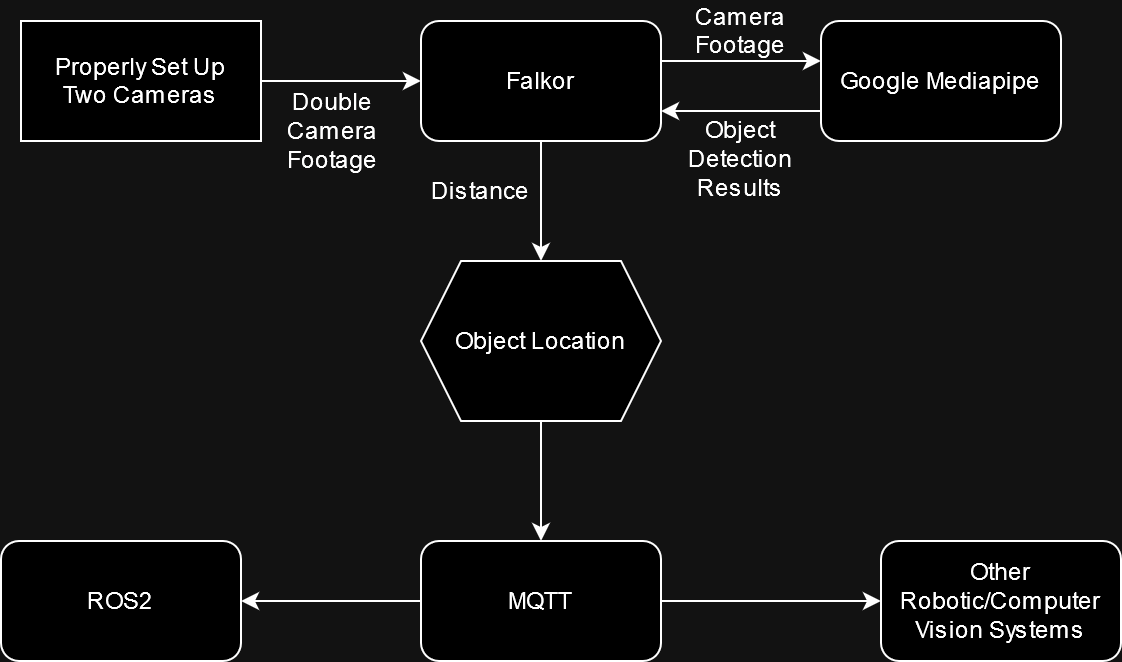 Properly Set Up
Two Cameras
Double
Camera
Footage
Falkor
Camera
Footage
Google Mediapipe
Object
Detection
Results
Distance
Object Location
ROS2
MQTT
Other
Robotic/Computer
Vision Systems